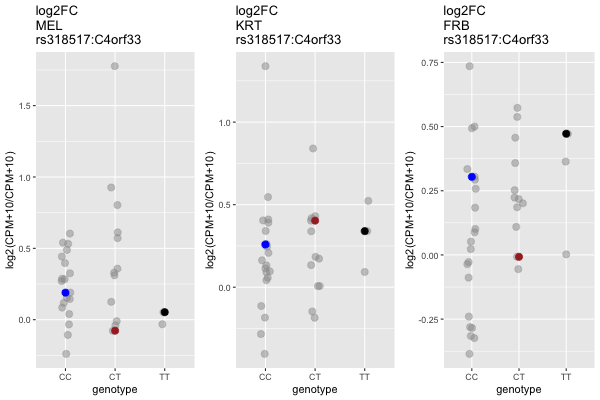 log2FC
MEL
rs318517:C4orf33
log2(CPM+10/CPM+10)
1.5
1.0
0.5
0.0
CC CT TT
genotype
log2FC
KRT
rs318517:C4orf33
log2(CPM+10/CPM+10)
1.0
0.5
0.0
CC CT TT
genotype
log2FC
FRB
rs318517:C4orf33
log2(CPM+10/CPM+10)
0.75
0.50
0.25
0.00
-0.25
CC CT TT
genotype